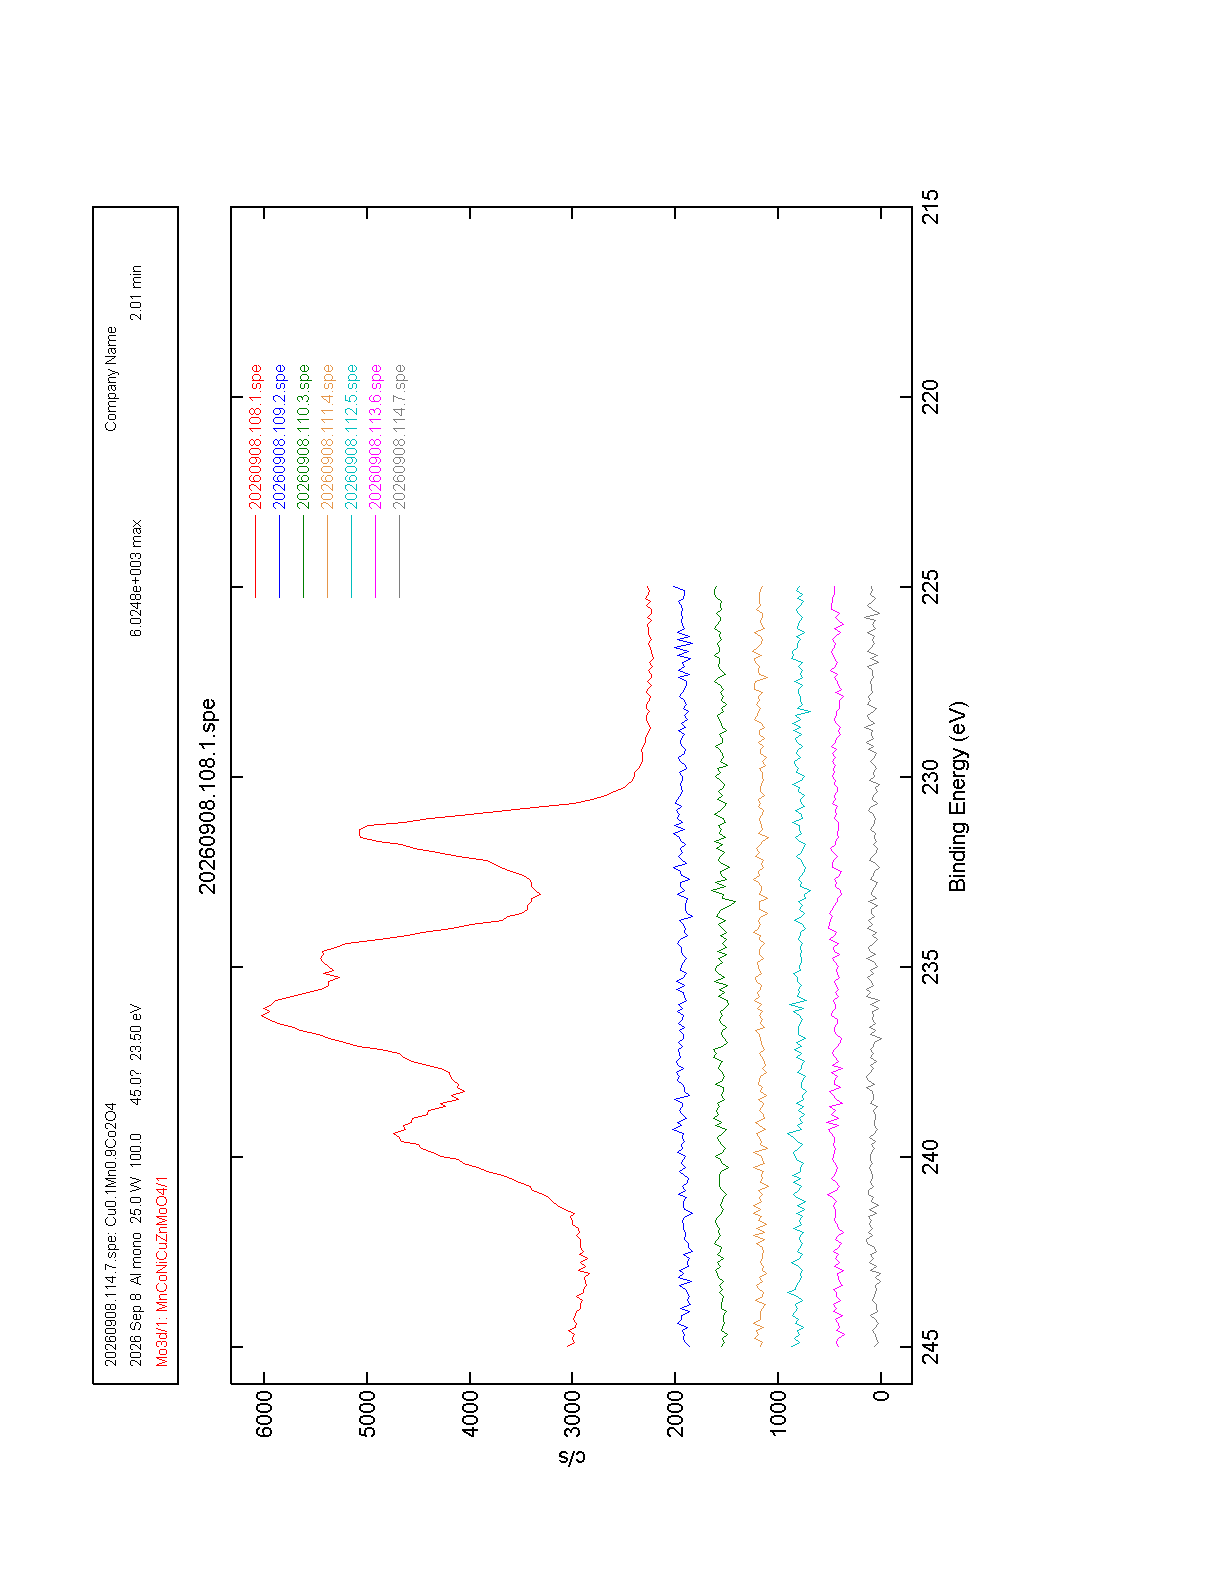 20260908.114.7.spe: Cu0.1Mn0.9Co2O4 Company Name
2026 Sep 8 Al mono 25.0 W 100.0 45.0? 23.50 eV 6.0248e+003 max 2.01 min
Mo3d/1: MnCoNiCuZnMoO4/1
20260908.108.1.spe
20260908.108.1.spe
20260908.109.2.spe
20260908.110.3.spe
20260908.111.4.spe
20260908.112.5.spe
20260908.113.6.spe
20260908.114.7.spe
c/s
6000
5000
4000
3000
2000
1000
0
245 240 235 230 225 220 215
Binding Energy (eV)